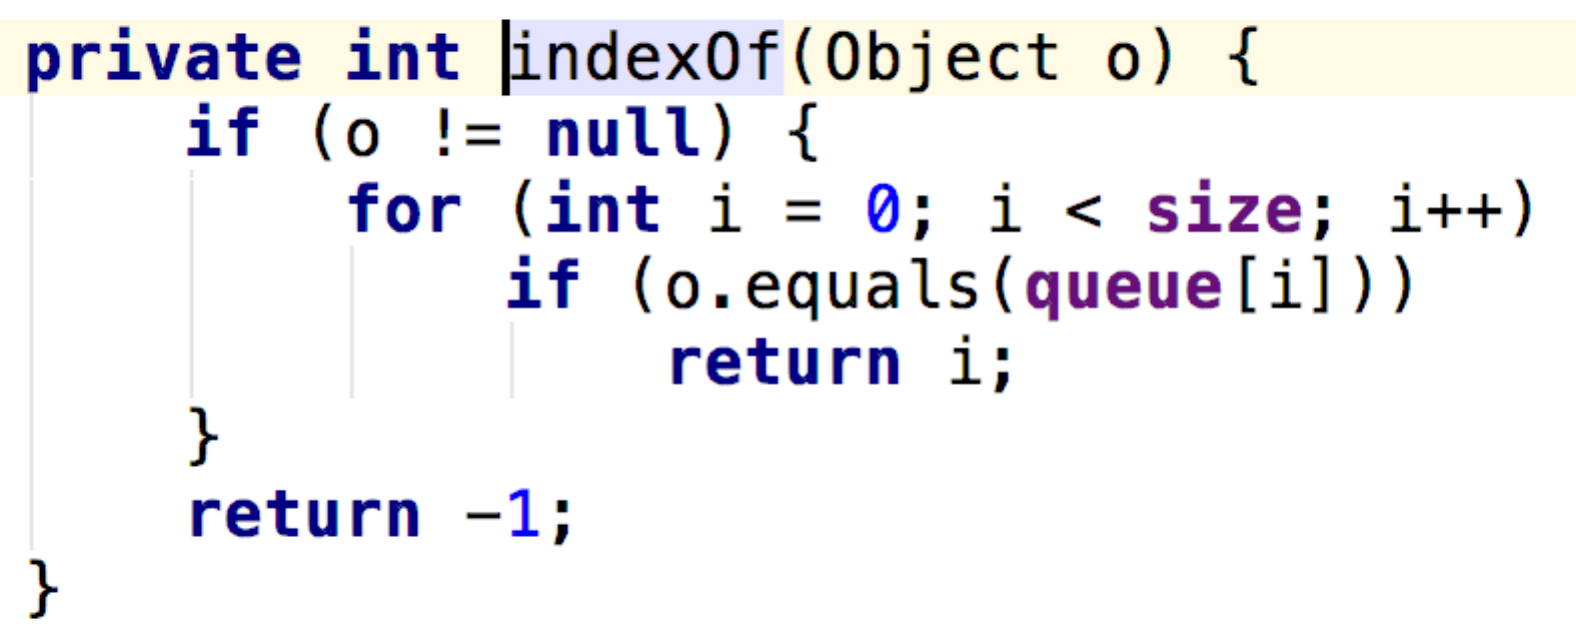 private int indexOf(Object o) {
    if (o != null) {
        for (int i = 0; i < size; i++)
            if (o.equals(queue[i]))
                return i;
    }
    return -1;
}